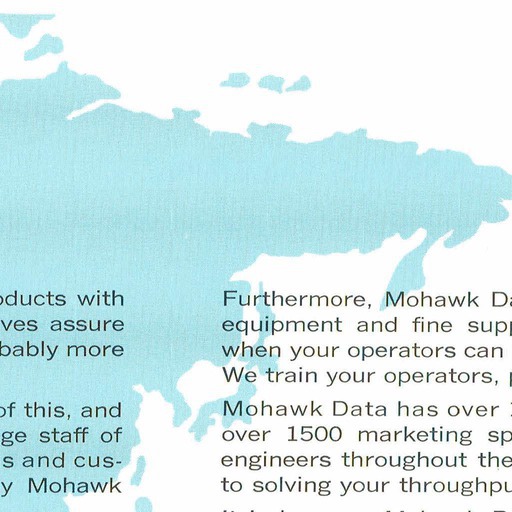 oducts with
ves assure
bably more
of this, and
ge staff of
s and cus-
y Mohawk
Furthermore, Mohawk Da
equipment and fine supp
when your operators can
We train your operators, p
Mohawk Data has over
over 1500 marketing sp
engineers throughout the
to solving your throughpu